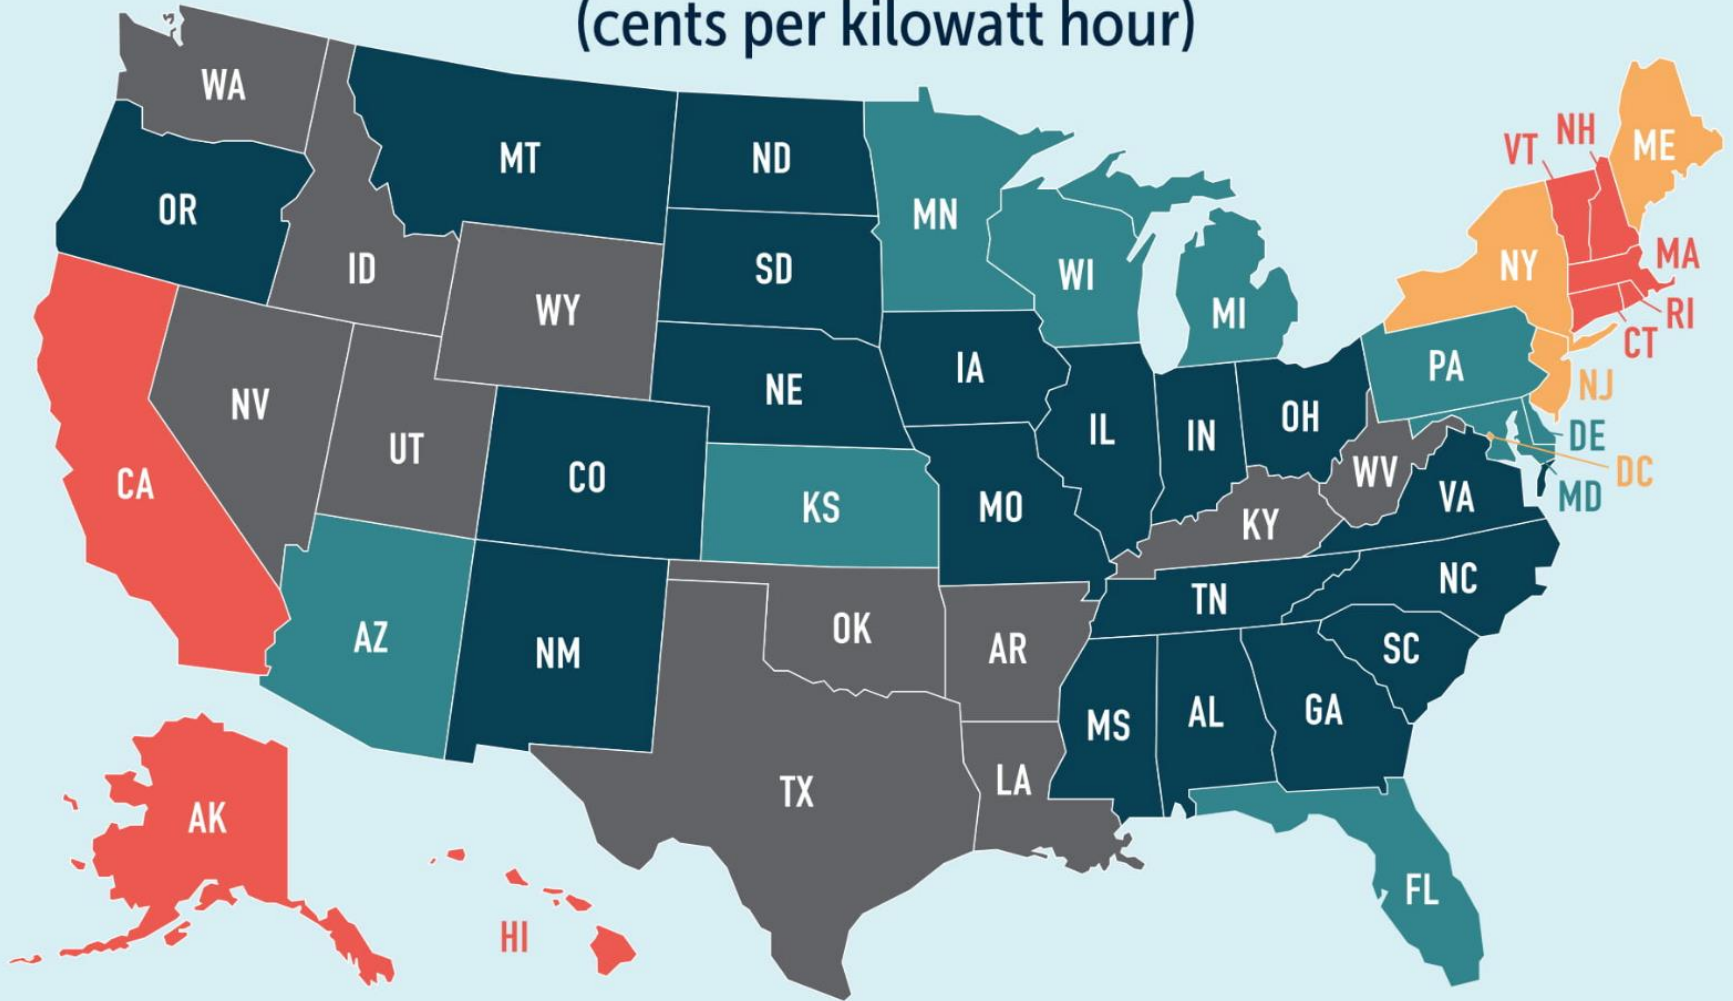 (cents per kilowatt hour)
WA
MT
ND
MN
VT
NH
ME
OR
ID
WY
SD
WI
MI
NY
MA
RI
CT
NV
UT
CO
NE
IA
IL
IN
OH
PA
NJ
DE
DC
MD
CA
KS
MO
KY
WV
VA
AZ
NM
OK
AR
TN
NC
SC
MS
AL
GA
TX
LA
FL
AK
HI